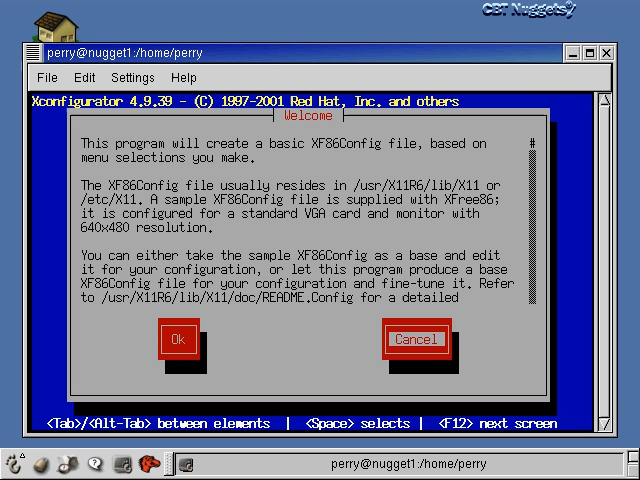 CBT Nuggets
perry@nugget1:/home/perry
File Edit Settings Help
Xconfigurator 4.9.39 - (C) 1997-2001 Red Hat, Inc. and others
Welcome
This program will create a basic XF86Config file, based on
menu selections you make.
The XF86Config file usually resides in /usr/X11R6/lib/X11 or
/etc/X11. A sample XF86Config file is supplied with XFree86;
it is configured for a standard VGA card and monitor with
640x480 resolution.
You can either take the sample XF86Config as a base and edit
it for your configuration, or let this program produce a base
XF86Config file for your configuration and fine-tune it. Refer
to /usr/X11R6/lib/X11/doc/README.Config for a detailed
#
Ok Cancel
<Tab>/<Alt-Tab> between elements | <Space> selects | <F12> next screen
perry@nugget1:/home/perry